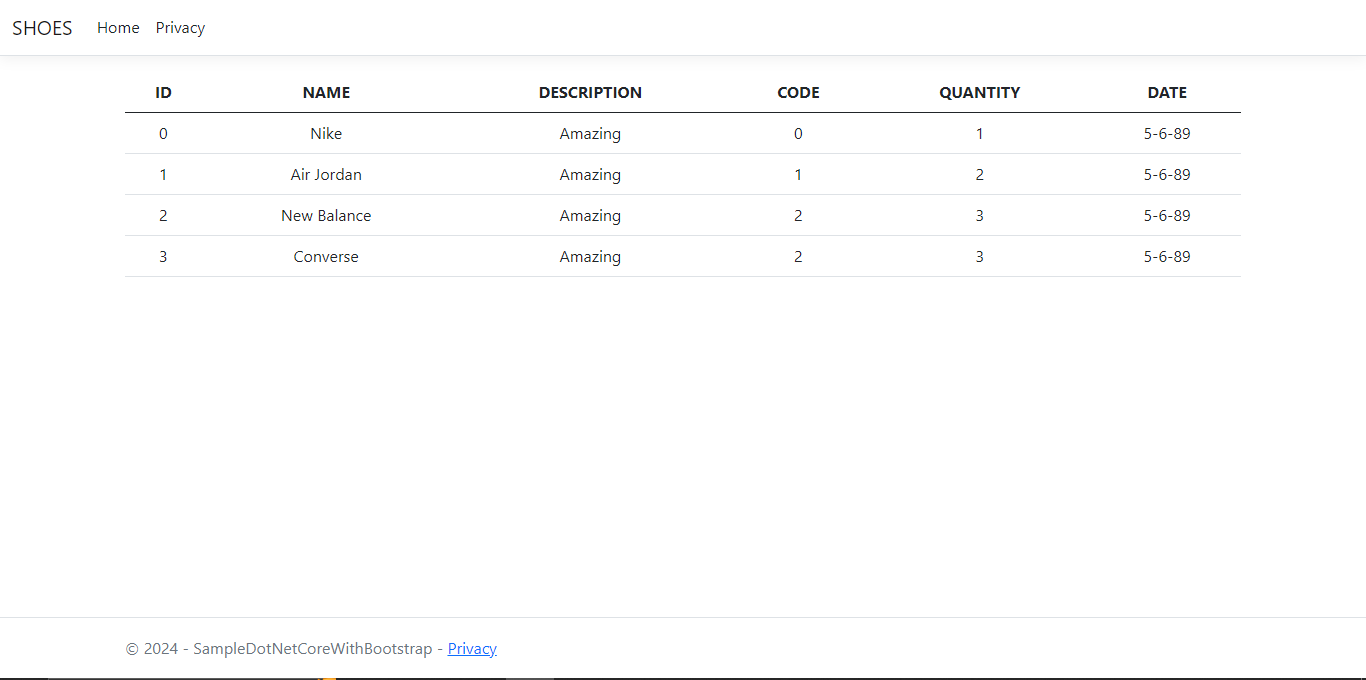 SHOES Home Privacy
ID NAME DESCRIPTION CODE QUANTITY DATE
0 Nike Amazing 0 1 5-6-89
1 Air Jordan Amazing 1 2 5-6-89
2 New Balance Amazing 2 3 5-6-89
3 Converse Amazing 2 3 5-6-89
© 2024 - SampleDotNetCoreWithBootstrap - Privacy